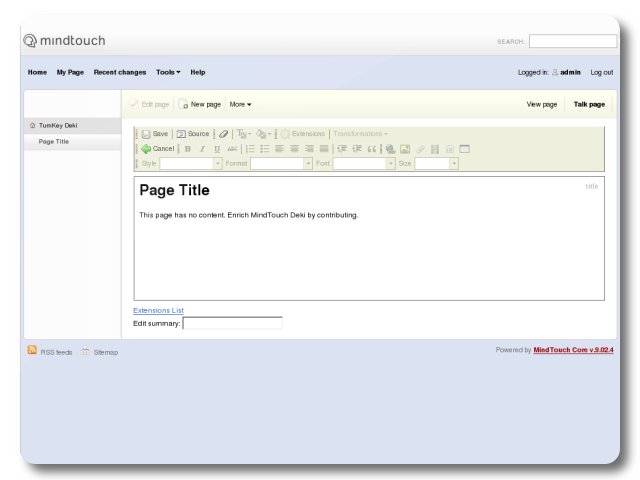 mindtouch
SEARCH:
Home My Page Recent changes Tools Help
Logged in: admin Log out
Edit page New page More
View page Talk page
TurnKey Deki
Page Title
Save Source Extensions Transformations
Cancel B I U ABC
Style Format Font Size
Page Title
title
This page has no content. Enrich MindTouch Deki by contributing.
Extensions List
Edit summary:
RSS feeds Sitemap
Powered by MindTouch Core v.9.02.4